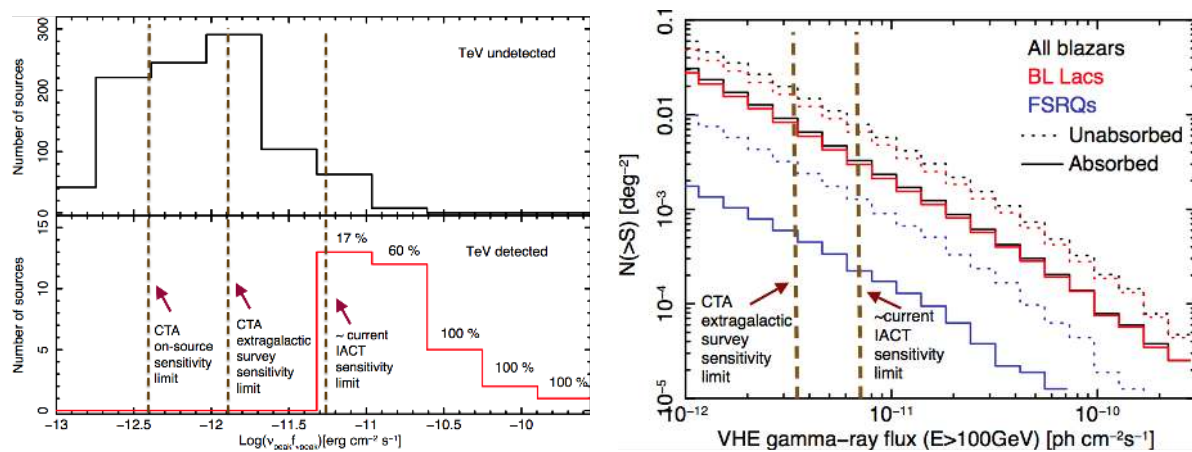 300
200
100
0
Number of sources
TeV undetected
15
10
5
0
Number of sources
TeV detected
17 %
60 %
100 %
100 %
100 %
CTA
on-source
sensitivity
limit
CTA
extragalactic
survey
sensitivity
limit
~current
IACT
sensitivity
limit
−13
−12.5
−12
−11.5
−11
−10.5
−10
Log(νpeakfνpeak)[erg cm−2 s−1]
N(>S) [deg−2]
0.1
0.01
10−3
10−4
10−5
All blazars
BL Lacs
FSRQs
Unabsorbed
Absorbed
CTA
extragalactic
survey
sensitivity
limit
~current
IACT
sensitivity
limit
10−12
10−11
10−10
VHE gamma-ray flux (E>100GeV) [ph cm−2s−1]